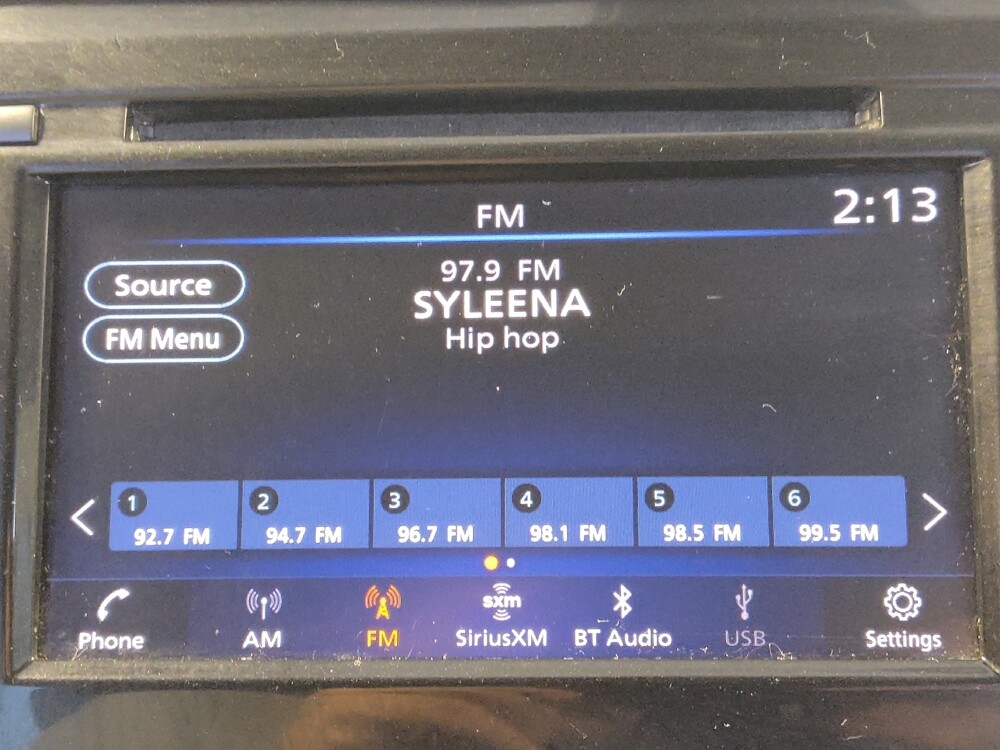 FM
2:13
Source
97.9 FM
SYLEENA
FM Menu
Hip hop
1 2 3 4 5 6
92.7 FM 94.7 FM 96.7 FM 98.1 FM 98.5 FM 99.5 FM
sxm
Phone AM FM SiriusXM BT Audio USB Settings